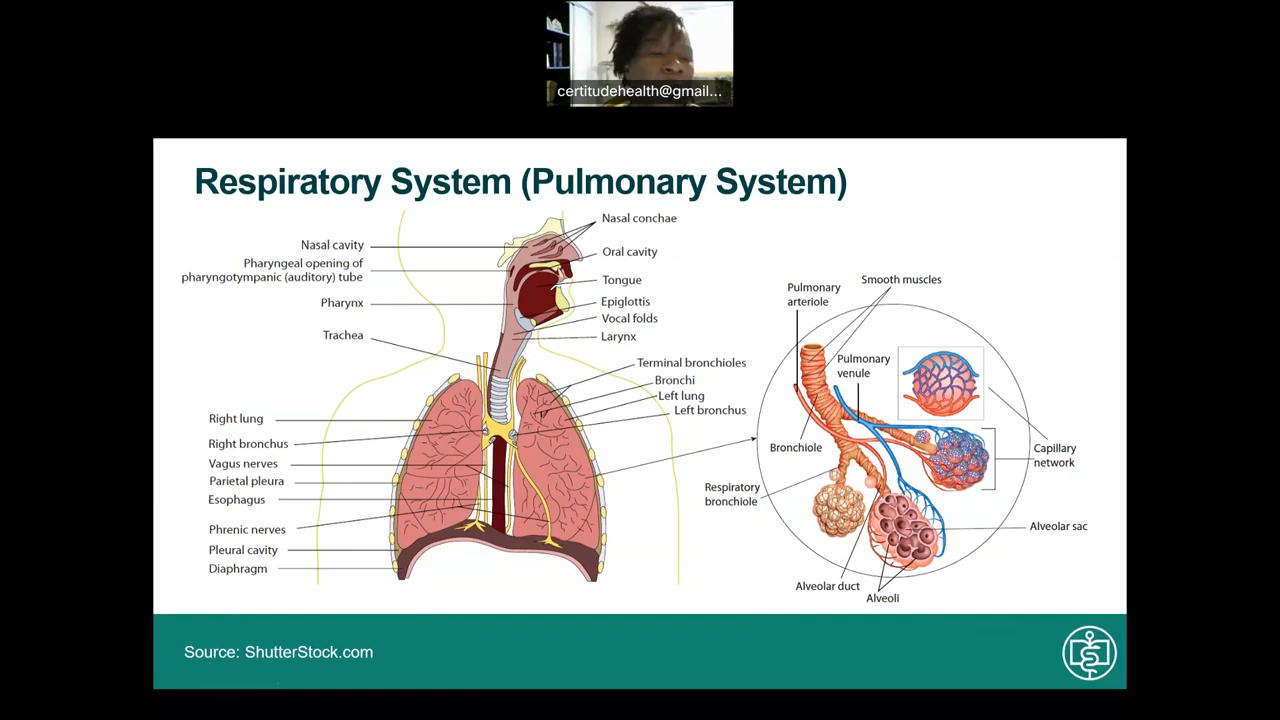 certitudehealth@gmail...
Respiratory System (Pulmonary System)
Nasal cavity
Pharyngeal opening of
pharyngotympanic (auditory) tube
Pharynx
Trachea
Right lung
Right bronchus
Vagus nerves
Parietal pleura
Esophagus
Phrenic nerves
Pleural cavity
Diaphragm
Nasal conchae
Oral cavity
Tongue
Epiglottis
Vocal folds
Larynx
Terminal bronchioles
Bronchi
Left lung
Left bronchus
Pulmonary
arteriole
Smooth muscles
Pulmonary
venule
Bronchiole
Respiratory
bronchiole
Capillary
network
Alveolar sac
Alveolar duct
Alveoli
Source: ShutterStock.com